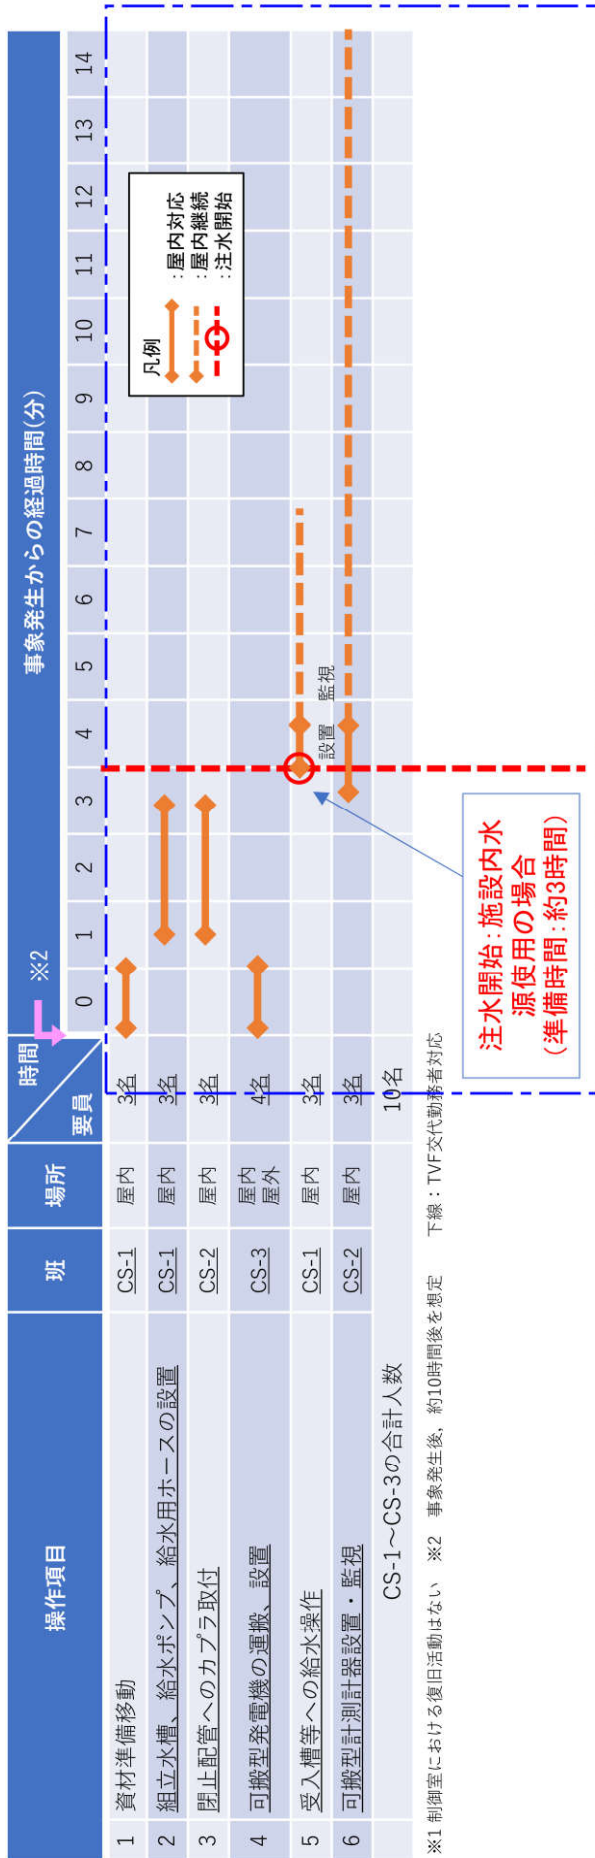 操作項目 班 場所 時間 要員 事象発生からの経過時間(分)
※2
0 1 2 3 4 5 6 7 8 9 10 11 12 13 14
1 資材準備移動 CS-1 屋内 3名
2 組立水槽、給水ポンプ、給水用ホースの設置 CS-1 屋内 3名
3 閉止配管へのカプラ取付 CS-2 屋内 3名
4 可搬型発電機の運搬、設置 CS-3 屋内 屋外 4名
5 受入槽等への給水操作 CS-1 屋内 3名
設置 監視
6 可搬型計測計器設置・監視 CS-2 屋内 3名
CS-1～CS-3の合計人数 10名
凡例
:屋内対応
:屋内継続
:注水開始
注水開始:施設内水
源使用の場合
(準備時間:約3時間)
※1 制御室における復旧活動はない ※2 事象発生後，約10時間後を想定 下線：TVF交代勤務者対応